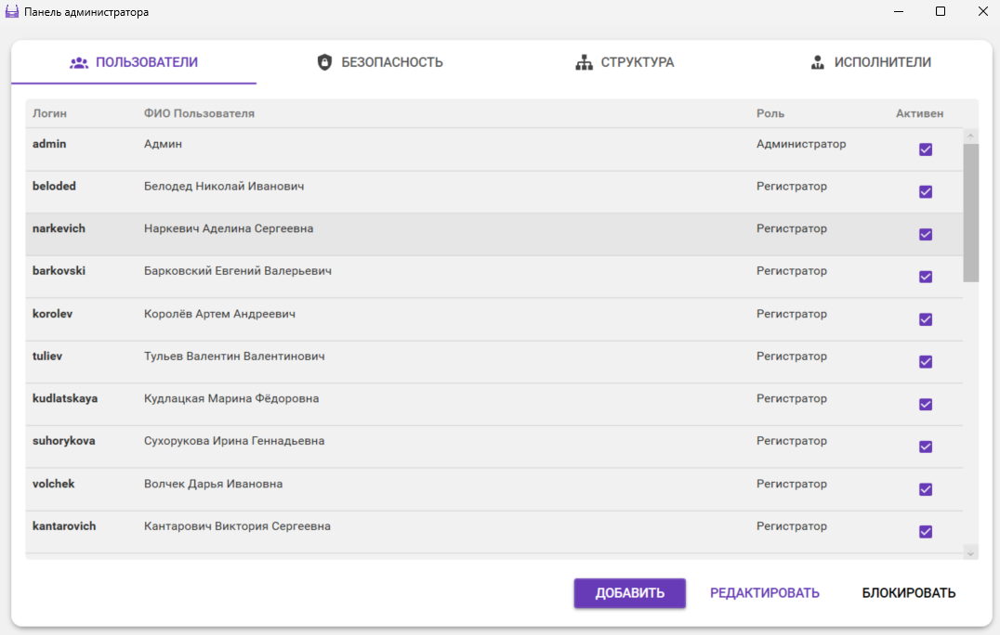 Панель администратора
ПОЛЬЗОВАТЕЛИ БЕЗОПАСНОСТЬ СТРУКТУРА ИСПОЛНИТЕЛИ
Логин ФИО Пользователя Роль Активен
admin Админ Администратор
beloded Белодед Николай Иванович Регистратор
narkevich Наркевич Аделина Сергеевна Регистратор
barkovski Барковский Евгений Валерьевич Регистратор
korolev Королёв Артем Андреевич Регистратор
tuliev Тульев Валентин Валентинович Регистратор
kudlatskaya Кудлацкая Марина Фёдоровна Регистратор
suhorykova Сухорукова Ирина Геннадьевна Регистратор
volchek Волчек Дарья Ивановна Регистратор
kantarovich Кантарович Виктория Сергеевна Регистратор
ДОБАВИТЬ РЕДАКТИРОВАТЬ БЛОКИРОВАТЬ